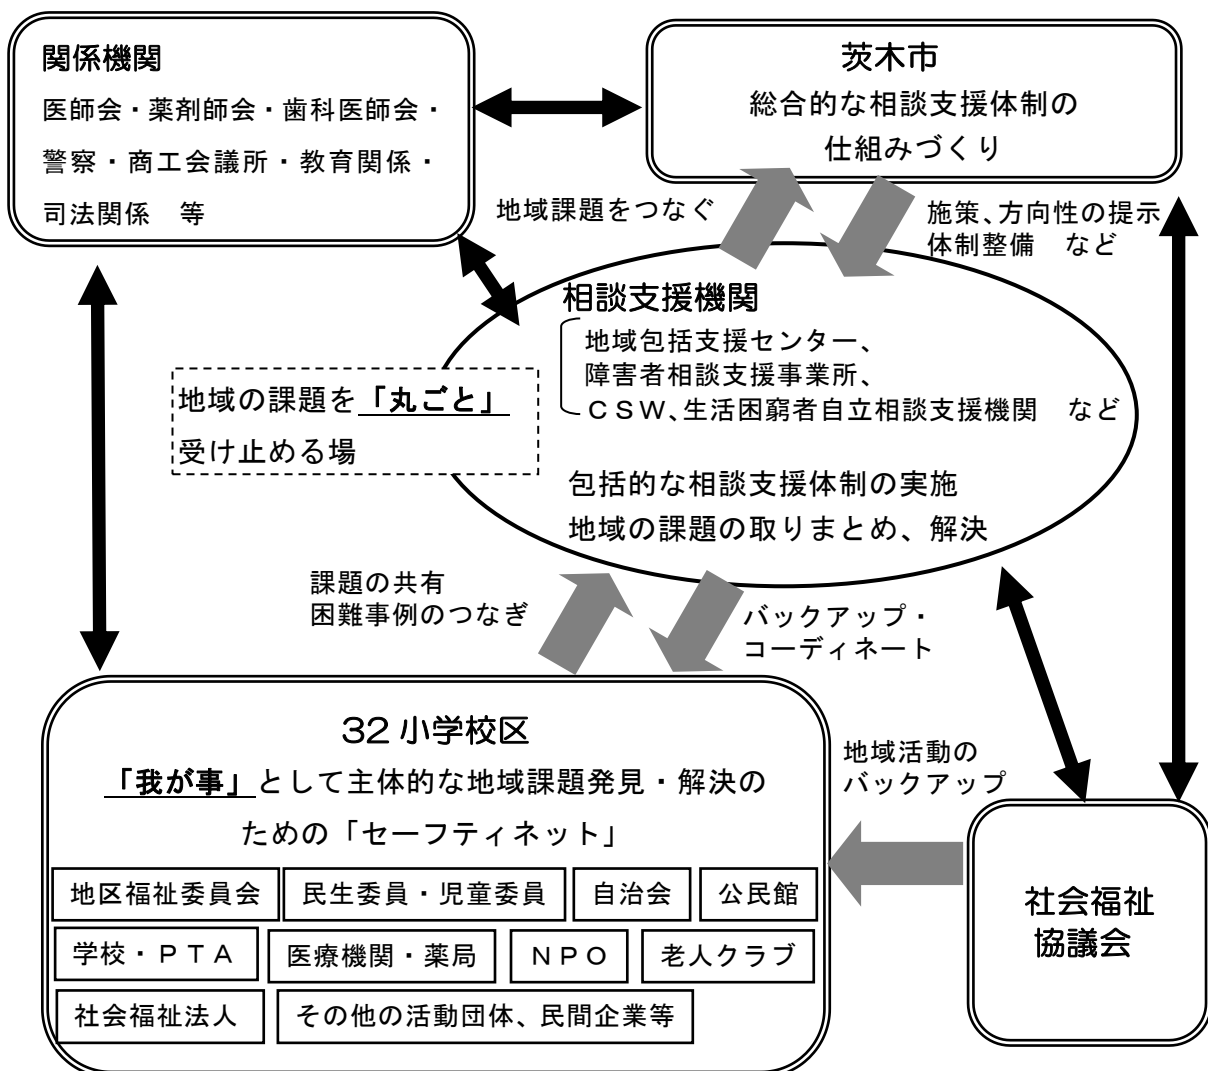 関係機関
医師会・薬剤師会・歯科医師会・
警察・商工会議所・教育関係・
司法関係　等
茨木市
総合的な相談支援体制の
仕組みづくり
地域課題をつなぐ
施策、方向性の提示
体制整備　など
相談支援機関
地域包括支援センター、
障害者相談支援事業所、
ＣＳＷ、生活困窮者自立相談支援機関　など
地域の課題を「丸ごと」
受け止める場
包括的な相談支援体制の実施
地域の課題の取りまとめ、解決
課題の共有
困難事例のつなぎ
バックアップ・
コーディネート
32 小学校区
「我が事」として主体的な地域課題発見・解決の
ための「セーフティネット」
地区福祉委員会
民生委員・児童委員
自治会
公民館
学校・ＰＴＡ
医療機関・薬局
ＮＰＯ
老人クラブ
社会福祉法人
その他の活動団体、民間企業等
地域活動の
バックアップ
社会福祉
協議会